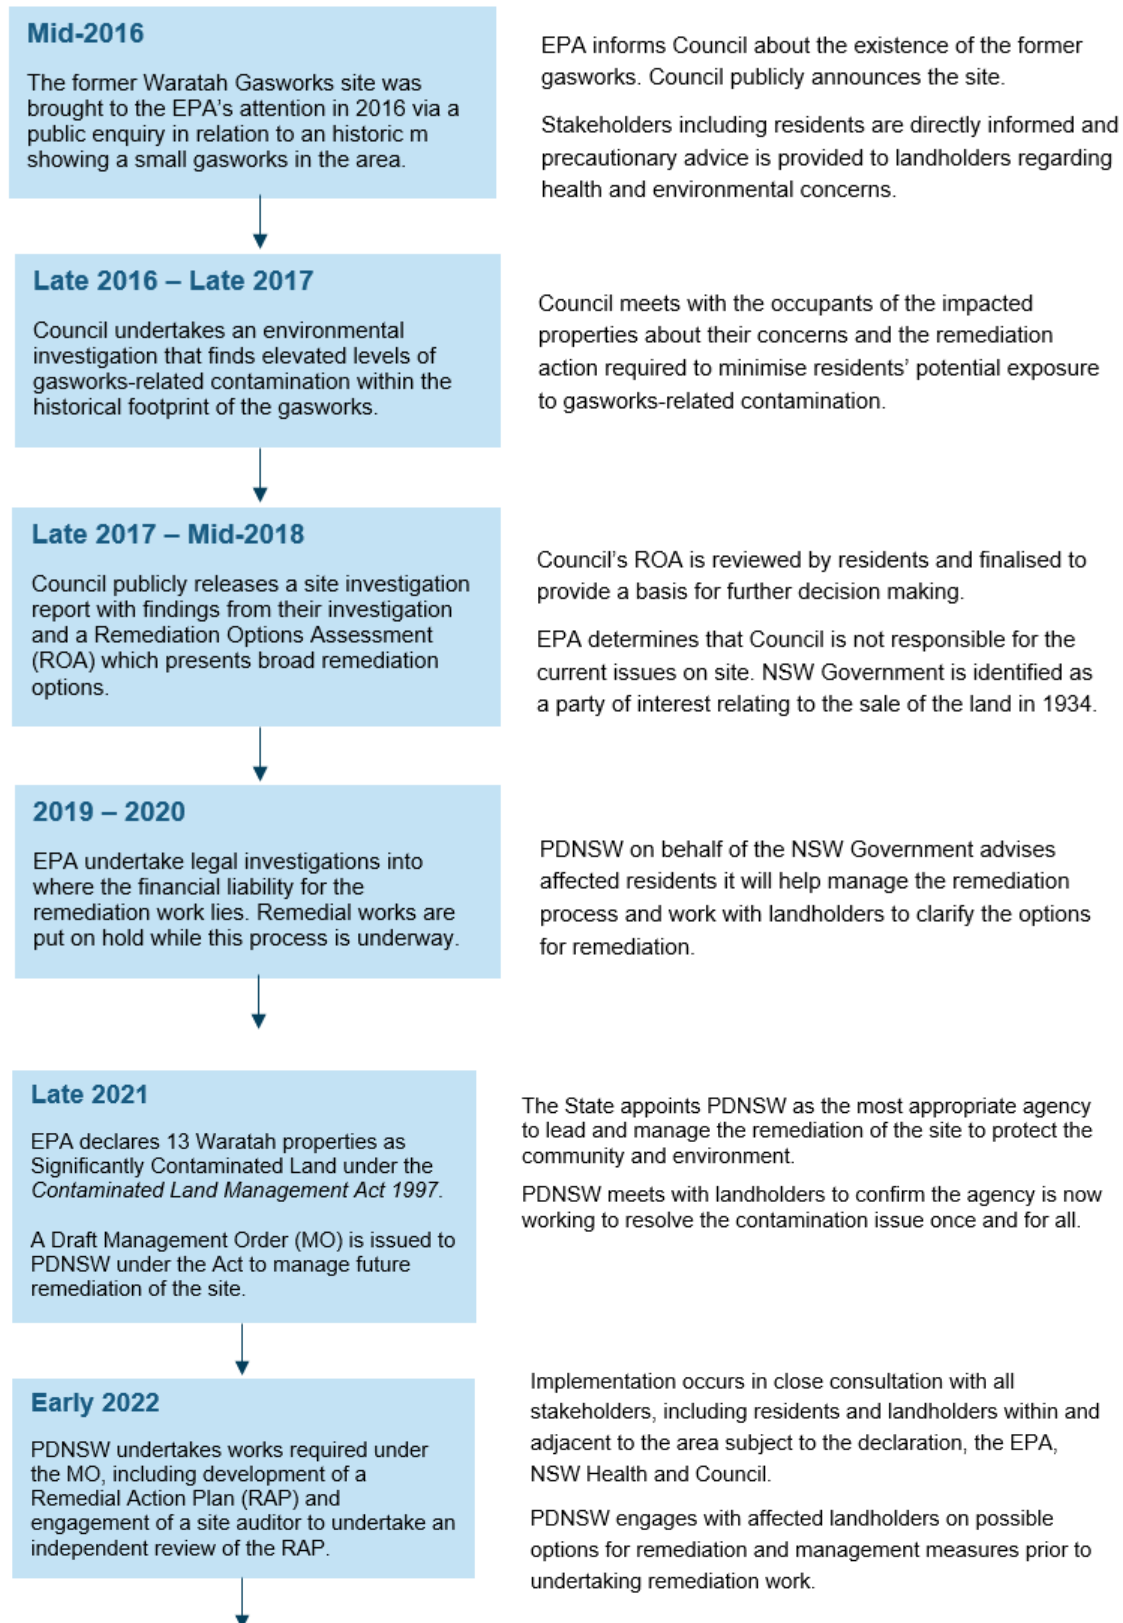 Mid-2016
The former Waratah Gasworks site was
brought to the EPA's attention in 2016 via a
public enquiry in relation to an historic m
showing a small gasworks in the area.
EPA informs Council about the existence of the former
gasworks. Council publicly announces the site.
Stakeholders including residents are directly informed and
precautionary advice is provided to landholders regarding
health and environmental concerns.
Late 2016 – Late 2017
Council undertakes an environmental
investigation that finds elevated levels of
gasworks-related contamination within the
historical footprint of the gasworks.
Council meets with the occupants of the impacted
properties about their concerns and the remediation
action required to minimise residents' potential exposure
to gasworks-related contamination.
Late 2017 – Mid-2018
Council publicly releases a site investigation
report with findings from their investigation
and a Remediation Options Assessment
(ROA) which presents broad remediation
options.
Council's ROA is reviewed by residents and finalised to
provide a basis for further decision making.
EPA determines that Council is not responsible for the
current issues on site. NSW Government is identified as
a party of interest relating to the sale of the land in 1934.
2019 – 2020
EPA undertake legal investigations into
where the financial liability for the
remediation work lies. Remedial works are
put on hold while this process is underway.
PDNSW on behalf of the NSW Government advises
affected residents it will help manage the remediation
process and work with landholders to clarify the options
for remediation.
Late 2021
EPA declares 13 Waratah properties as
Significantly Contaminated Land under the
Contaminated Land Management Act 1997.
A Draft Management Order (MO) is issued to
PDNSW under the Act to manage future
remediation of the site.
The State appoints PDNSW as the most appropriate agency
to lead and manage the remediation of the site to protect the
community and environment.
PDNSW meets with landholders to confirm the agency is now
working to resolve the contamination issue once and for all.
Early 2022
PDNSW undertakes works required under
the MO, including development of a
Remedial Action Plan (RAP) and
engagement of a site auditor to undertake an
independent review of the RAP.
Implementation occurs in close consultation with all
stakeholders, including residents and landholders within and
adjacent to the area subject to the declaration, the EPA,
NSW Health and Council.
PDNSW engages with affected landholders on possible
options for remediation and management measures prior to
undertaking remediation work.